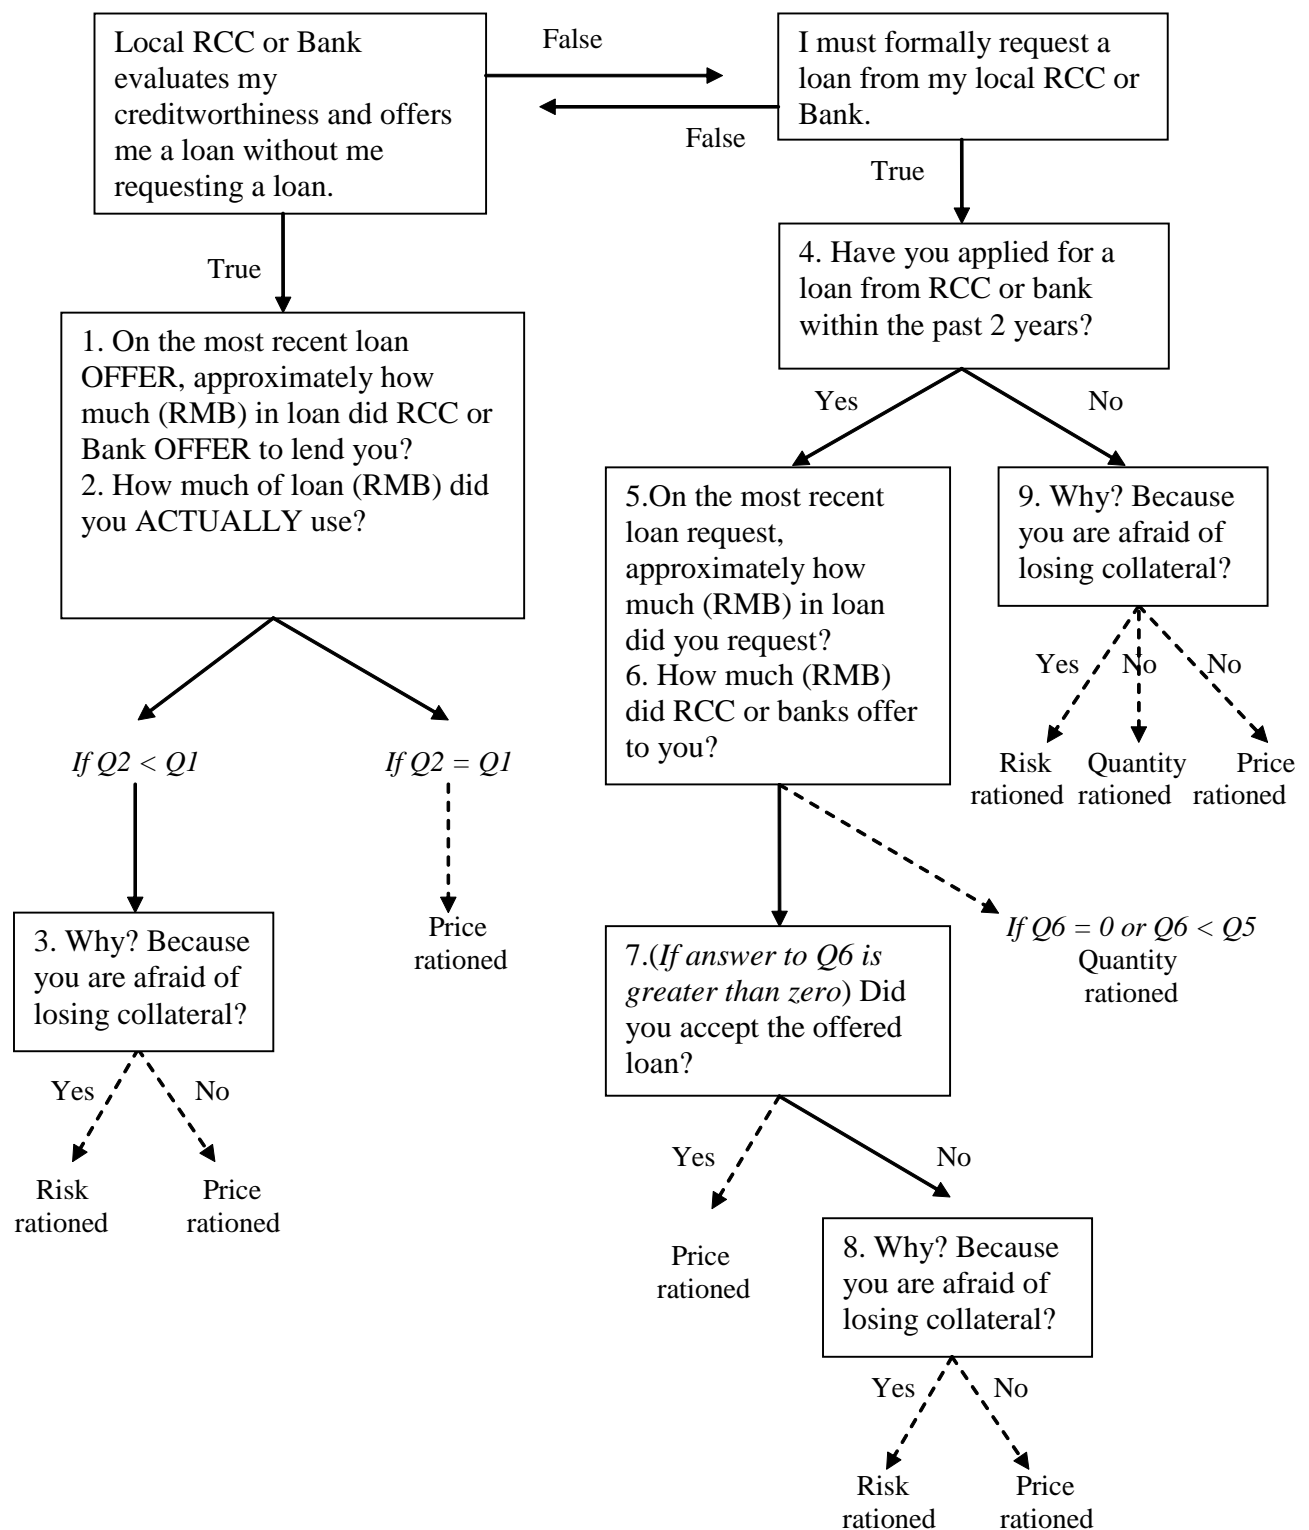 Local RCC or Bank
evaluates my
creditworthiness and offers
me a loan without me
requesting a loan.
False
False
I must formally request a
loan from my local RCC or
Bank.
True
True
4. Have you applied for a
loan from RCC or bank
within the past 2 years?
1. On the most recent loan
OFFER, approximately how
much (RMB) in loan did RCC or
Bank OFFER to lend you?
2. How much of loan (RMB) did
you ACTUALLY use?
Yes
No
5.On the most recent
loan request,
approximately how
much (RMB) in loan
did you request?
6. How much (RMB)
did RCC or banks offer
to you?
9. Why? Because
you are afraid of
losing collateral?
Yes
No
No
Risk
rationed
Quantity
rationed
Price
rationed
If Q2 < Q1
If Q2 = Q1
Price
rationed
3. Why? Because
you are afraid of
losing collateral?
Yes
No
Risk
rationed
Price
rationed
If Q6 = 0 or Q6 < Q5
Quantity
rationed
7.(If answer to Q6 is
greater than zero) Did
you accept the offered
loan?
Yes
No
Price
rationed
8. Why? Because
you are afraid of
losing collateral?
Yes
No
Risk
rationed
Price
rationed